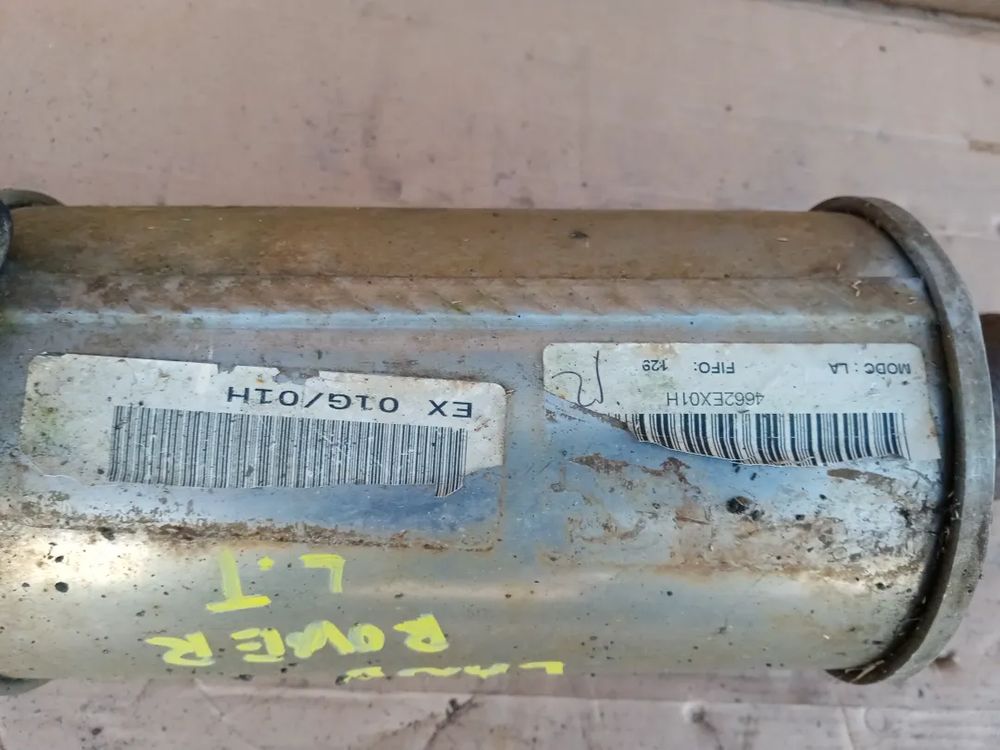 EX 01G/01H
MODC: LA FIFO: 129
4662EX01H
LAND
ROVER
L.T